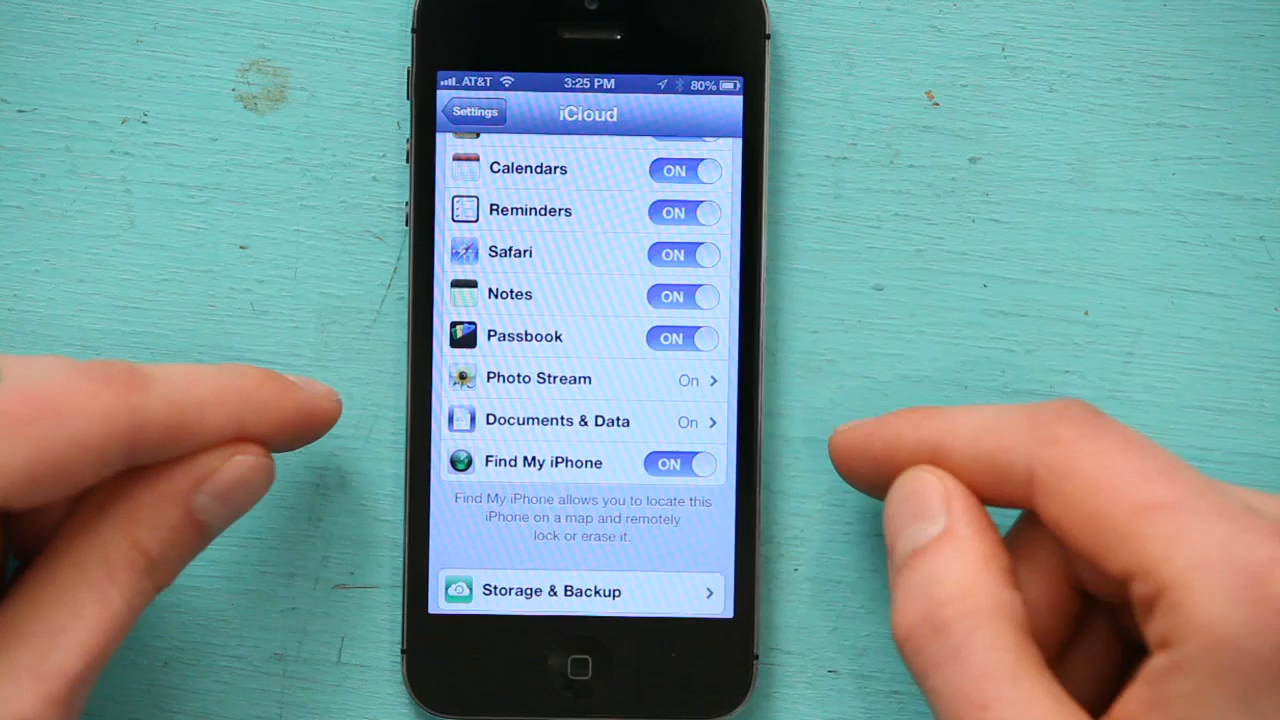 AT&T 3:25 PM 80%
Settings iCloud
Calendars ON
Reminders ON
Safari ON
Notes ON
Passbook ON
Photo Stream On
Documents & Data On
Find My iPhone ON
Find My iPhone allows you to locate this
iPhone on a map and remotely
lock or erase it.
Storage & Backup